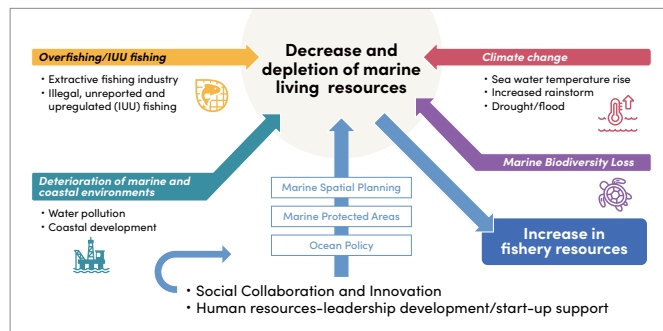 Overfishing/IUU fishing
• Extractive fishing industry
• Illegal, unreported and
upregulated (IUU) fishing
Decrease and
depletion of marine
living resources
Climate change
• Sea water temperature rise
• Increased rainstorm
• Drought/flood
Deterioration of marine and
coastal environments
• Water pollution
• Coastal development
Marine Spatial Planning
Marine Protected Areas
Ocean Policy
Marine Biodiversity Loss
Increase in
fishery resources
• Social Collaboration and Innovation
• Human resources-leadership development/start-up support